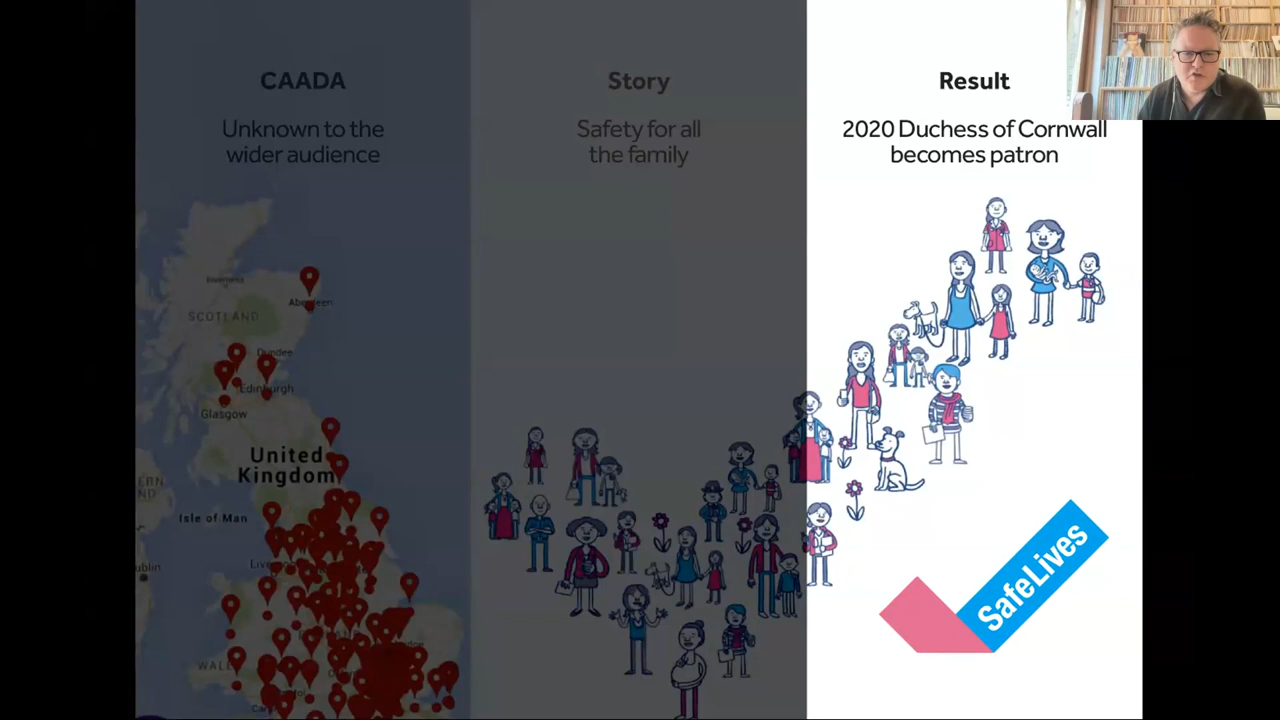 CAADA
Unknown to the
wider audience
Inverness
Aberdeen
SCOTLAND
Dundee
Edinburgh
Glasgow
United
Kingdom
Isle of Man
Story
Safety for all
the family
Result
2020 Duchess of Cornwall
becomes patron
SafeLives